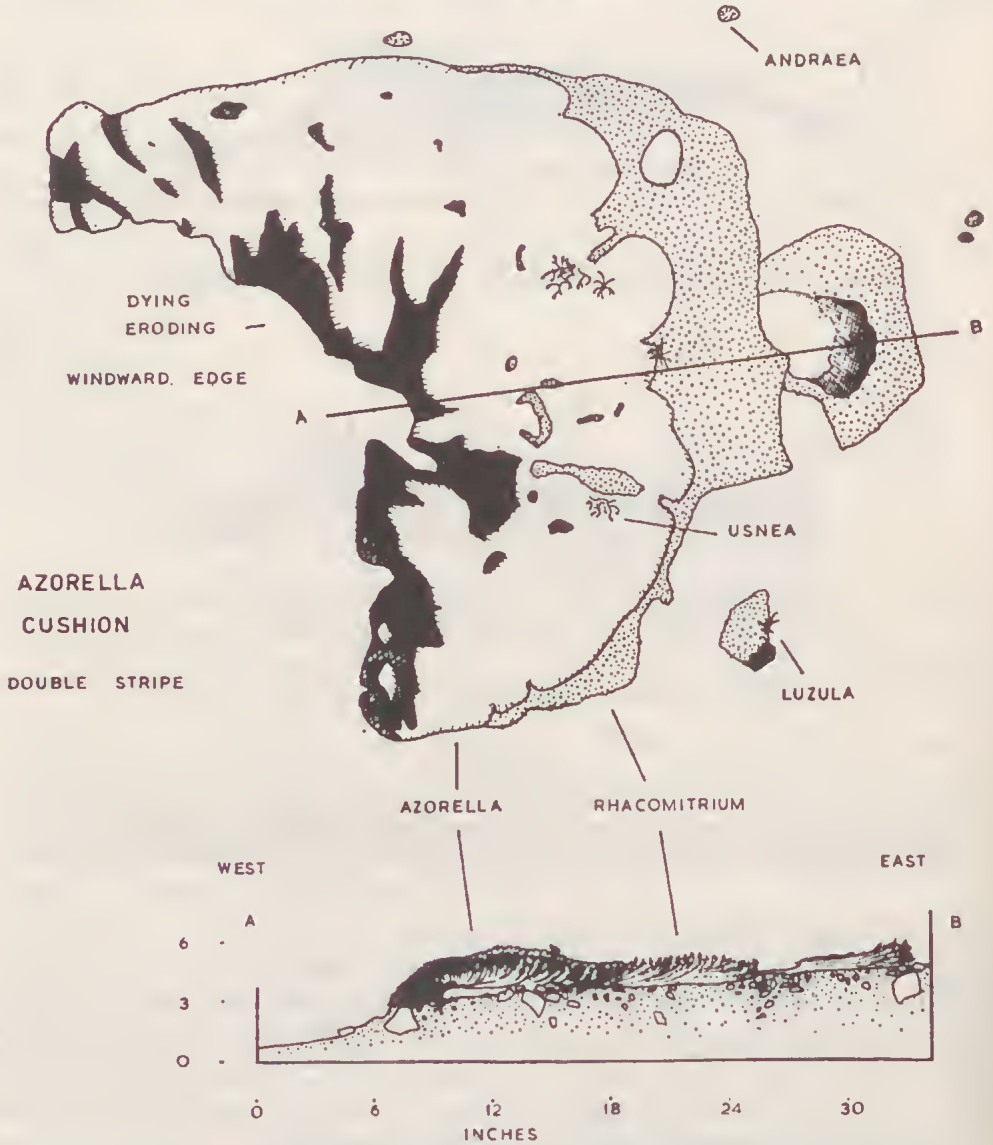 ANDRAEA
DYING
ERODING
WINDWARD. EDGE
B
A
USNEA
AZORELLA
CUSHION
DOUBLE STRIPE
LUZULA
AZORELLA
RHACOMITRIUM
WEST
EAST
A
B
6
3
0
0 6 12 18 24 30
INCHES